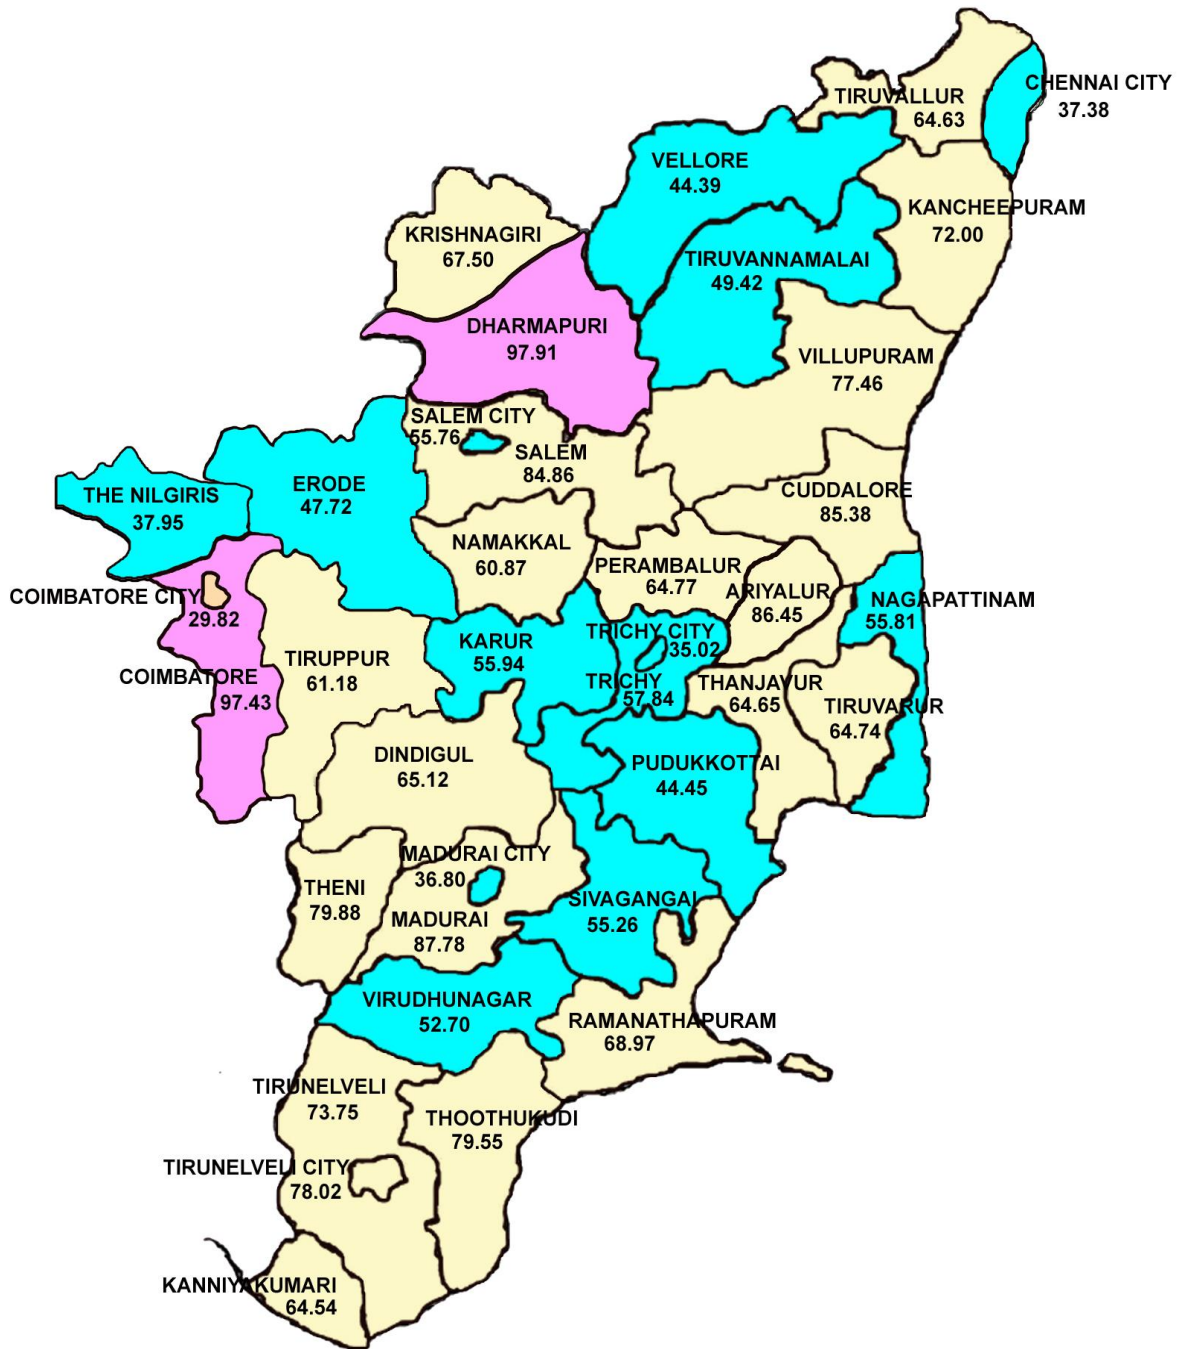 CHENNAI CITY
37.38
TIRUVALLUR
64.63
VELLORE
44.39
KANCHEEPURAM
72.00
KRISHNAGIRI
67.50
TIRUVANNAMALAI
49.42
DHARMAPURI
97.91
VILLUPURAM
77.46
SALEM CITY
55.76
SALEM
84.86
ERODE
47.72
THE NILGIRIS
37.95
CUDDALORE
85.38
NAMAKKAL
60.87
PERAMBALUR
64.77
ARIYALUR
86.45
COIMBATORE CITY
29.82
NAGAPATTINAM
55.81
KARUR
55.94
TRICHY CITY
35.02
TIRUPPUR
61.18
COIMBATORE
97.43
TRICHY
57.84
THANJAVUR
64.65
TIRUVARUR
64.74
DINDIGUL
65.12
PUDUKKOTTAI
44.45
MADURAI CITY
36.80
THENI
79.88
MADURAI
87.78
SIVAGANGAI
55.26
VIRUDHUNAGAR
52.70
RAMANATHAPURAM
68.97
TIRUNELVELI
73.75
THOOTHUKUDI
79.55
TIRUNELVELI CITY
78.02
KANNIYAKUMARI
64.54